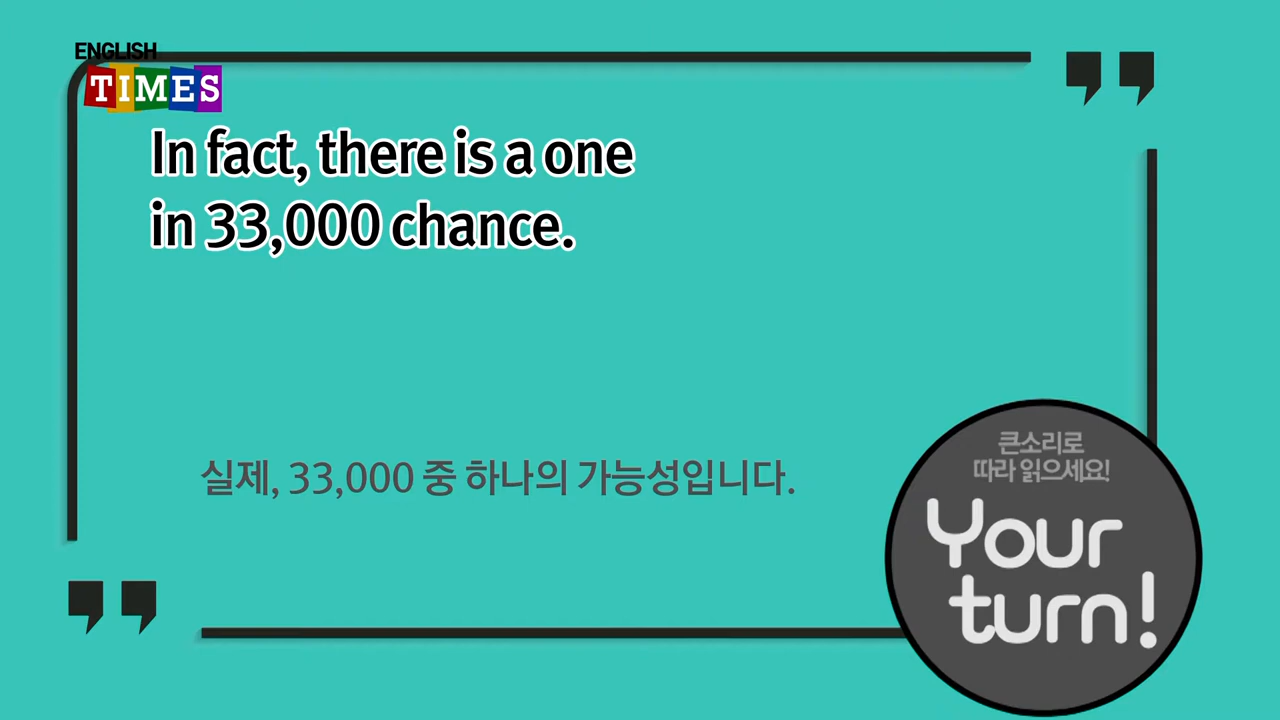 ENGLISH
TIMES
In fact, there is a one
in 33,000 chance.
실제, 33,000 중 하나의 가능성입니다.
큰소리로
따라 읽으세요!
Your
turn!